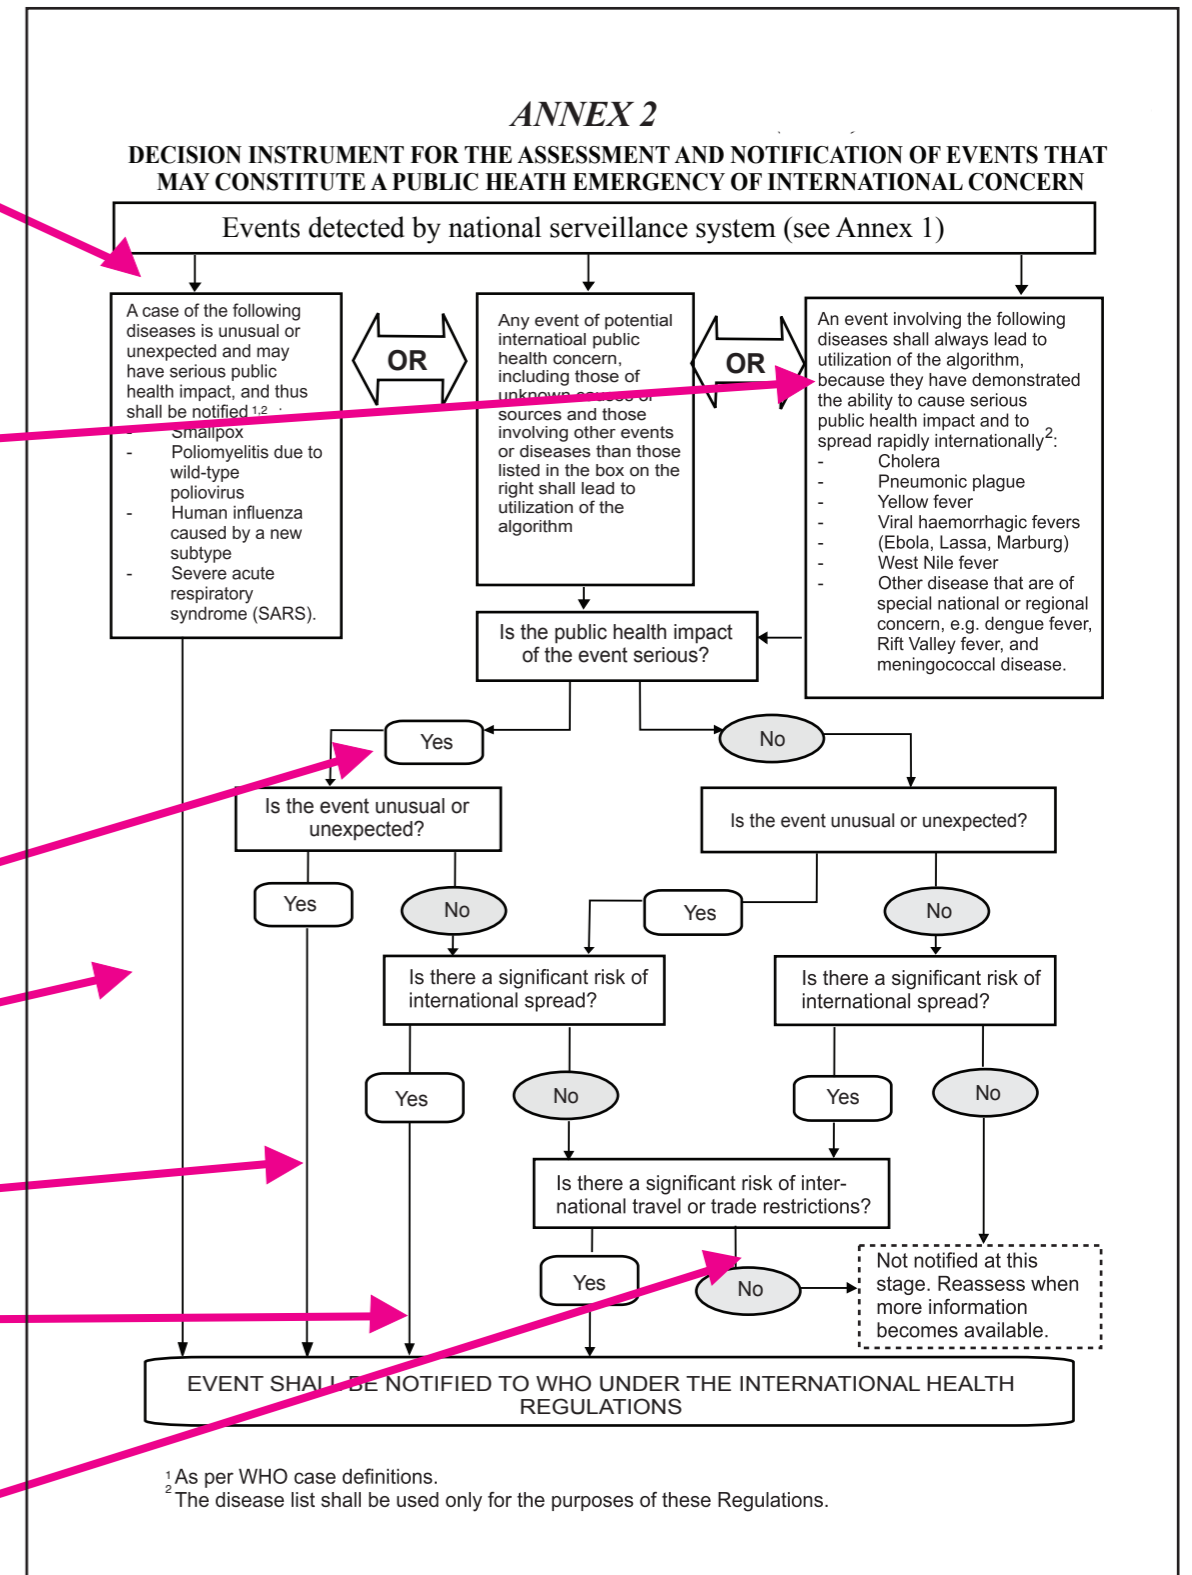 ANNEX 2
DECISION INSTRUMENT FOR THE ASSESSMENT AND NOTIFICATION OF EVENTS THAT
MAY CONSTITUTE A PUBLIC HEATH EMERGENCY OF INTERNATIONAL CONCERN
Events detected by national serveillance system (see Annex 1)
A case of the following
diseases is unusual or
unexpected and may
have serious public
health impact, and thus
shall be notified 1,2 :
- Smallpox
- Poliomyelitis due to
wild-type
poliovirus
- Human influenza
caused by a new
subtype
- Severe acute
respiratory
syndrome (SARS).
OR
Any event of potential
internatioal public
health concern,
including those of
unknown causes or
sources and those
involving other events
or diseases than those
listed in the box on the
right shall lead to
utilization of the
algorithm
OR
An event involving the following
diseases shall always lead to
utilization of the algorithm,
because they have demonstrated
the ability to cause serious
public health impact and to
spread rapidly internationally2:
- Cholera
- Pneumonic plague
- Yellow fever
- Viral haemorrhagic fevers
- (Ebola, Lassa, Marburg)
- West Nile fever
- Other disease that are of
special national or regional
concern, e.g. dengue fever,
Rift Valley fever, and
meningococcal disease.
Is the public health impact
of the event serious?
Yes
No
Is the event unusual or
unexpected?
Is the event unusual or unexpected?
Yes
No
Yes
No
Is there a significant risk of
international spread?
Is there a significant risk of
international spread?
Yes
No
Yes
No
Is there a significant risk of inter-
national travel or trade restrictions?
Yes
No
Not notified at this
stage. Reassess when
more information
becomes available.
EVENT SHALL BE NOTIFIED TO WHO UNDER THE INTERNATIONAL HEALTH
REGULATIONS
1 As per WHO case definitions.
2 The disease list shall be used only for the purposes of these Regulations.